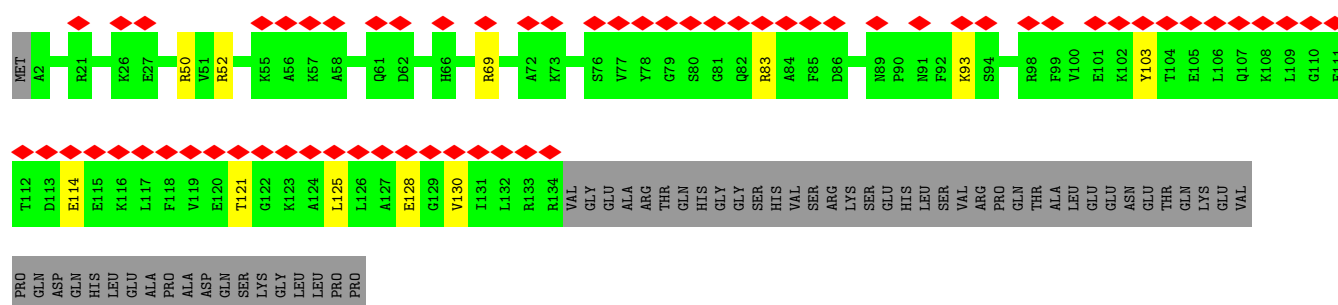 MET A2 R21 K26 E27 R50 V51 R52 K55 A56 K57 A58 Q61 D62 H66 R69 A72 K73 S76 V77 Y78 G79 S80 G81 Q82 R83 A84 F85 D86 N89 P90 N91 F92 K93 S94 R98 F99 V100 E101 K102 Y103 T104 E105 L106 Q107 K108 L109 G110
T112 D113 E114 E115 K116 L117 F118 V119 E120 T121 G122 K123 A124 L125 L126 A127 E128 G129 V130 I131 L132 R133 R134 VAL GLY GLU ALA ARG THR GLN HIS GLY GLY SER HIS VAL SER ARG LYS SER GLU HIS LEU SER VAL ARG PRO GLN THR ALA LEU GLU GLU ASN GLU THR GLN LYS GLU VAL
PRO GLN ASP GLN HIS LEU GLU ALA PRO ALA ASP GLN SER LYS GLY LEU LEU PRO PRO